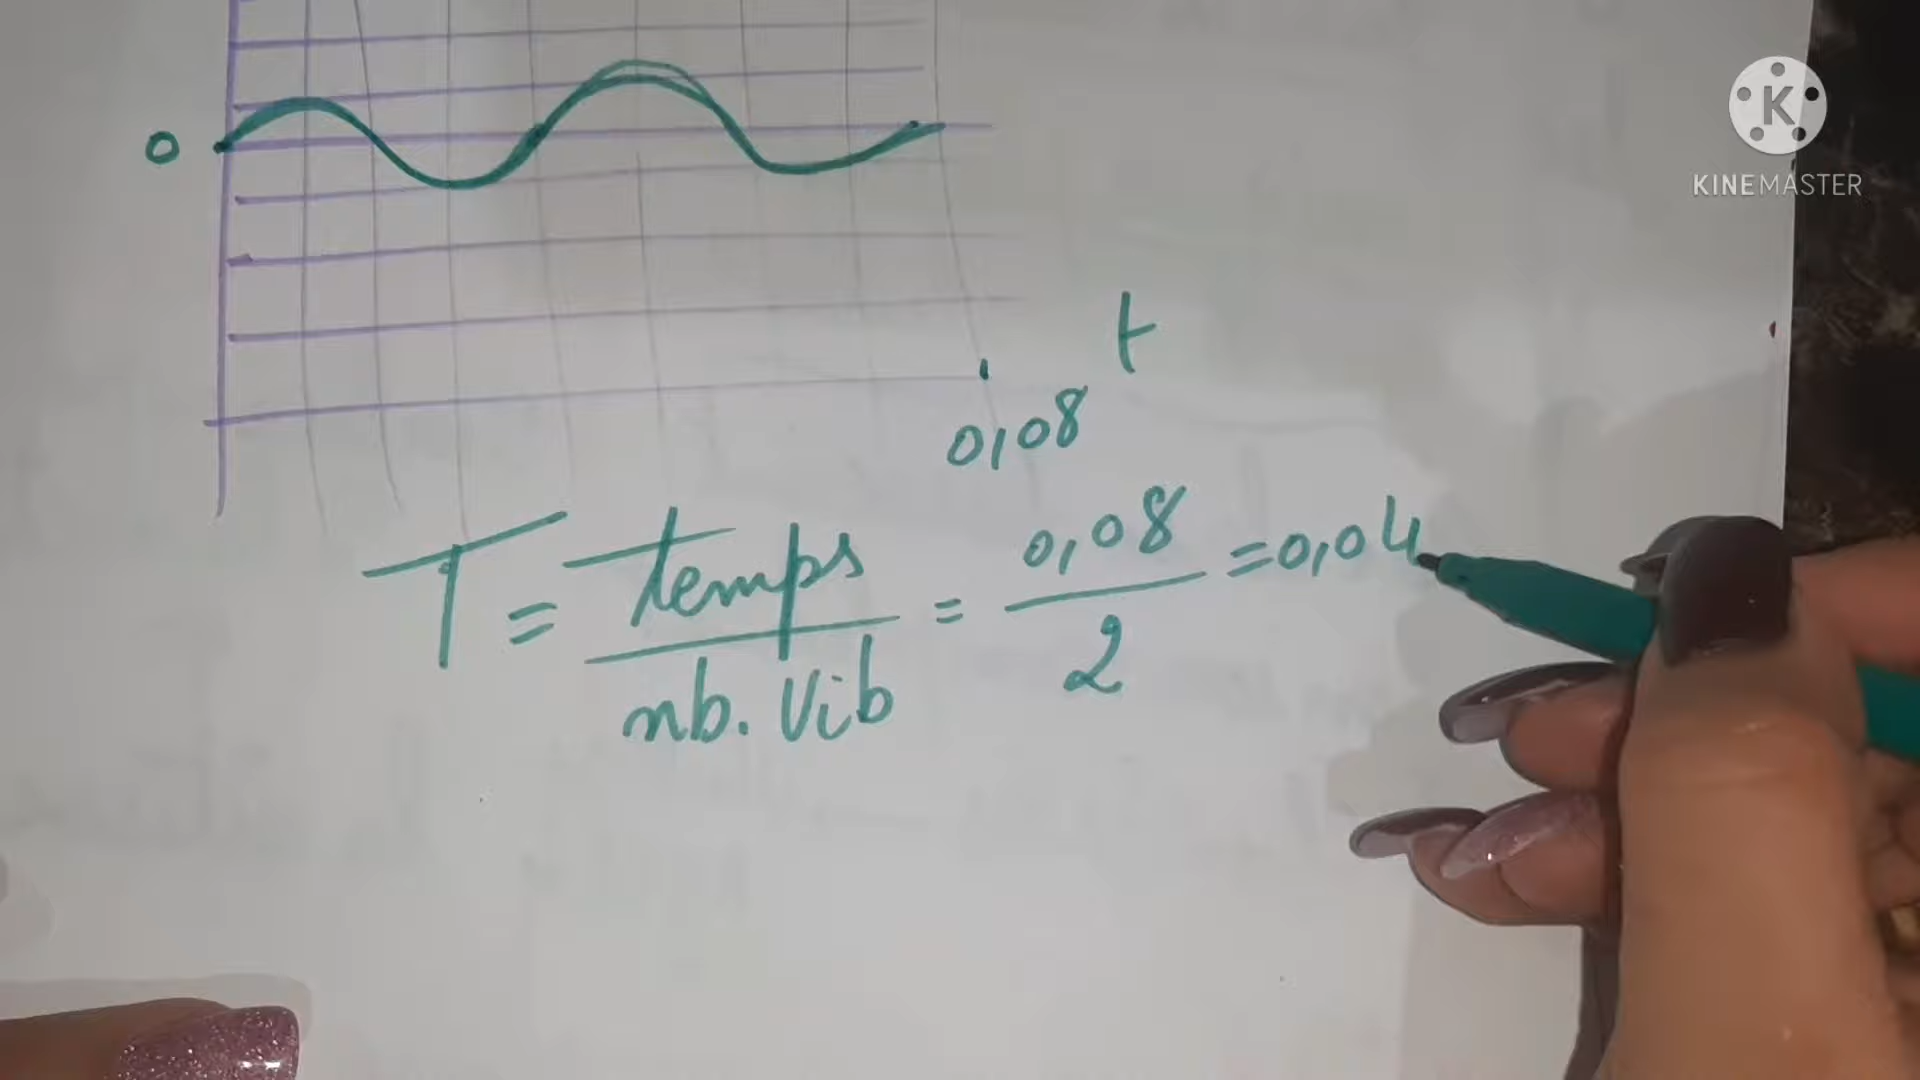 K
KINEMASTER
0
t
0,08
T = temps / nb. Vib = 0,08 / 2 = 0,04